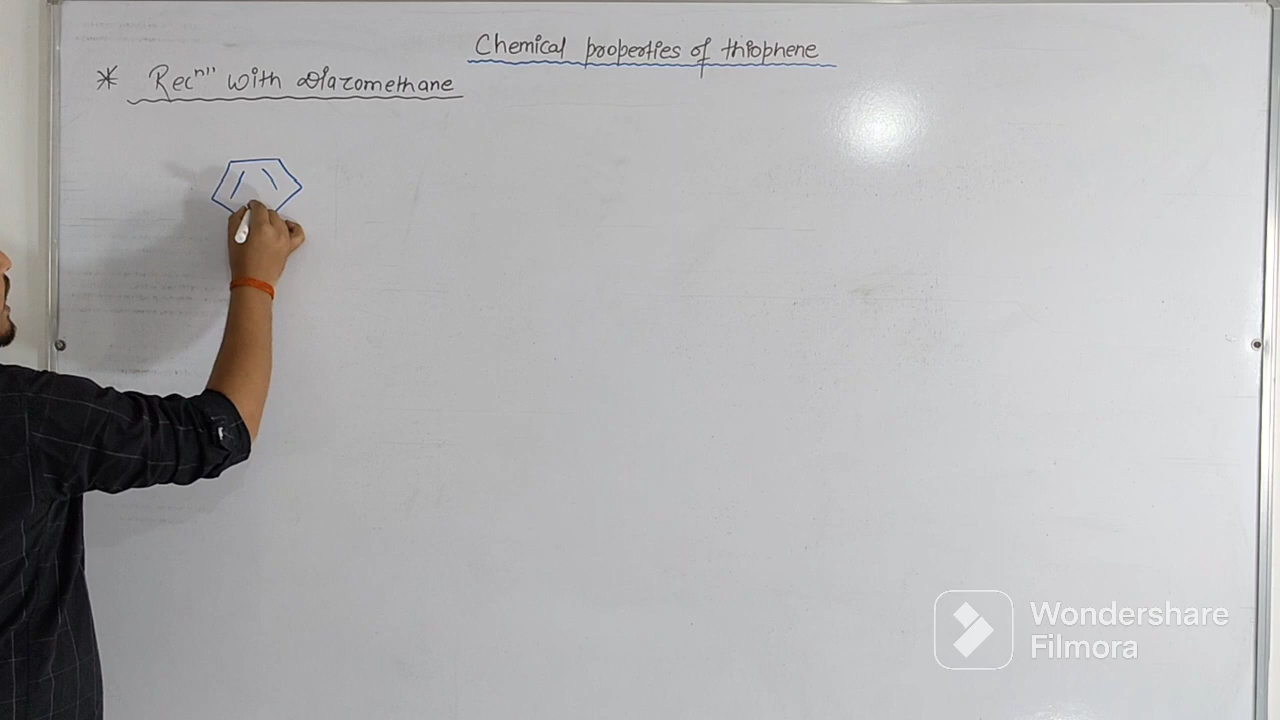 Chemical properties of thiophene
* Recⁿ" with Diazomethane
Wondershare
Filmora